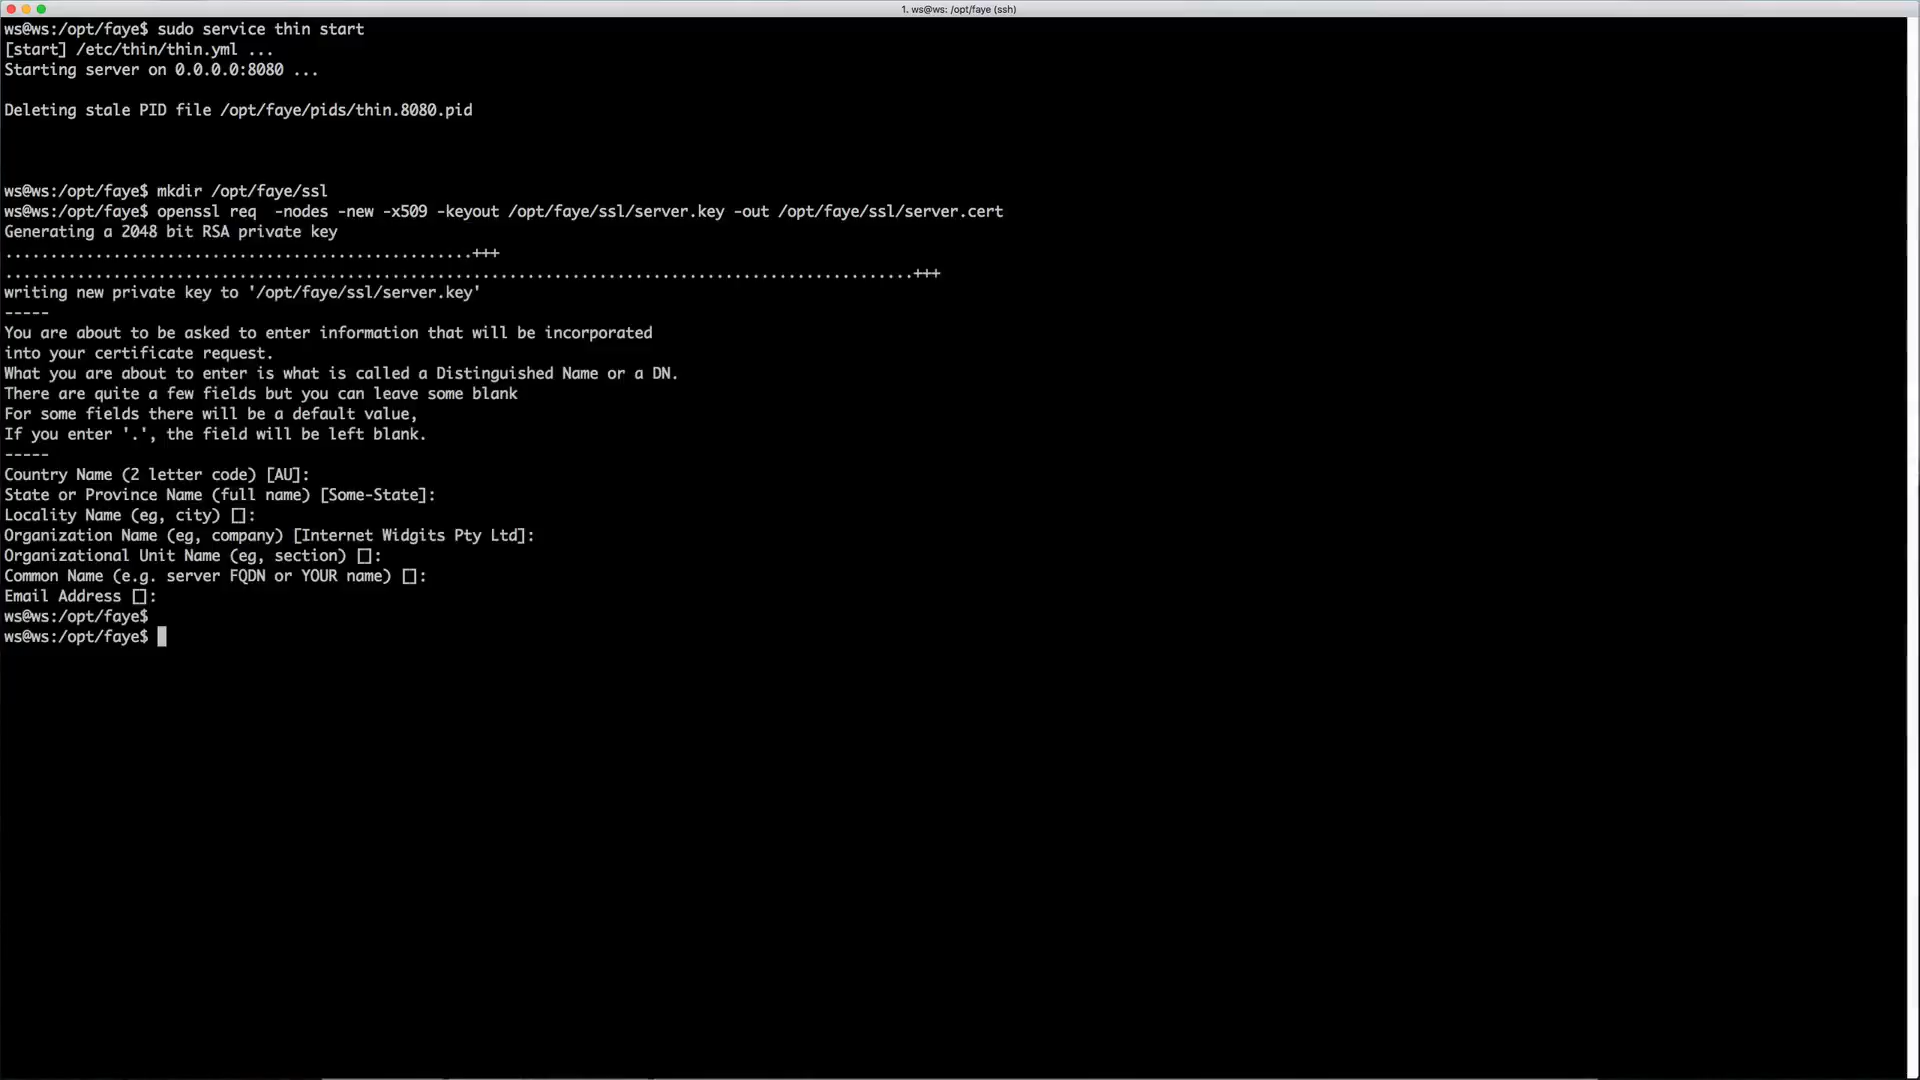 1. ws@ws: /opt/faye (ssh)
ws@ws:/opt/faye$ sudo service thin start
[start] /etc/thin/thin.yml ...
Starting server on 0.0.0.0:8080 ...
Deleting stale PID file /opt/faye/pids/thin.8080.pid
ws@ws:/opt/faye$ mkdir /opt/faye/ssl
ws@ws:/opt/faye$ openssl req  -nodes -new -x509 -keyout /opt/faye/ssl/server.key -out /opt/faye/ssl/server.cert
Generating a 2048 bit RSA private key
....................................................+++
.....................................................................................................+++
writing new private key to '/opt/faye/ssl/server.key'
-----
You are about to be asked to enter information that will be incorporated
into your certificate request.
What you are about to enter is what is called a Distinguished Name or a DN.
There are quite a few fields but you can leave some blank
For some fields there will be a default value,
If you enter '.', the field will be left blank.
-----
Country Name (2 letter code) [AU]:
State or Province Name (full name) [Some-State]:
Locality Name (eg, city) []:
Organization Name (eg, company) [Internet Widgits Pty Ltd]:
Organizational Unit Name (eg, section) []:
Common Name (e.g. server FQDN or YOUR name) []:
Email Address []:
ws@ws:/opt/faye$
ws@ws:/opt/faye$